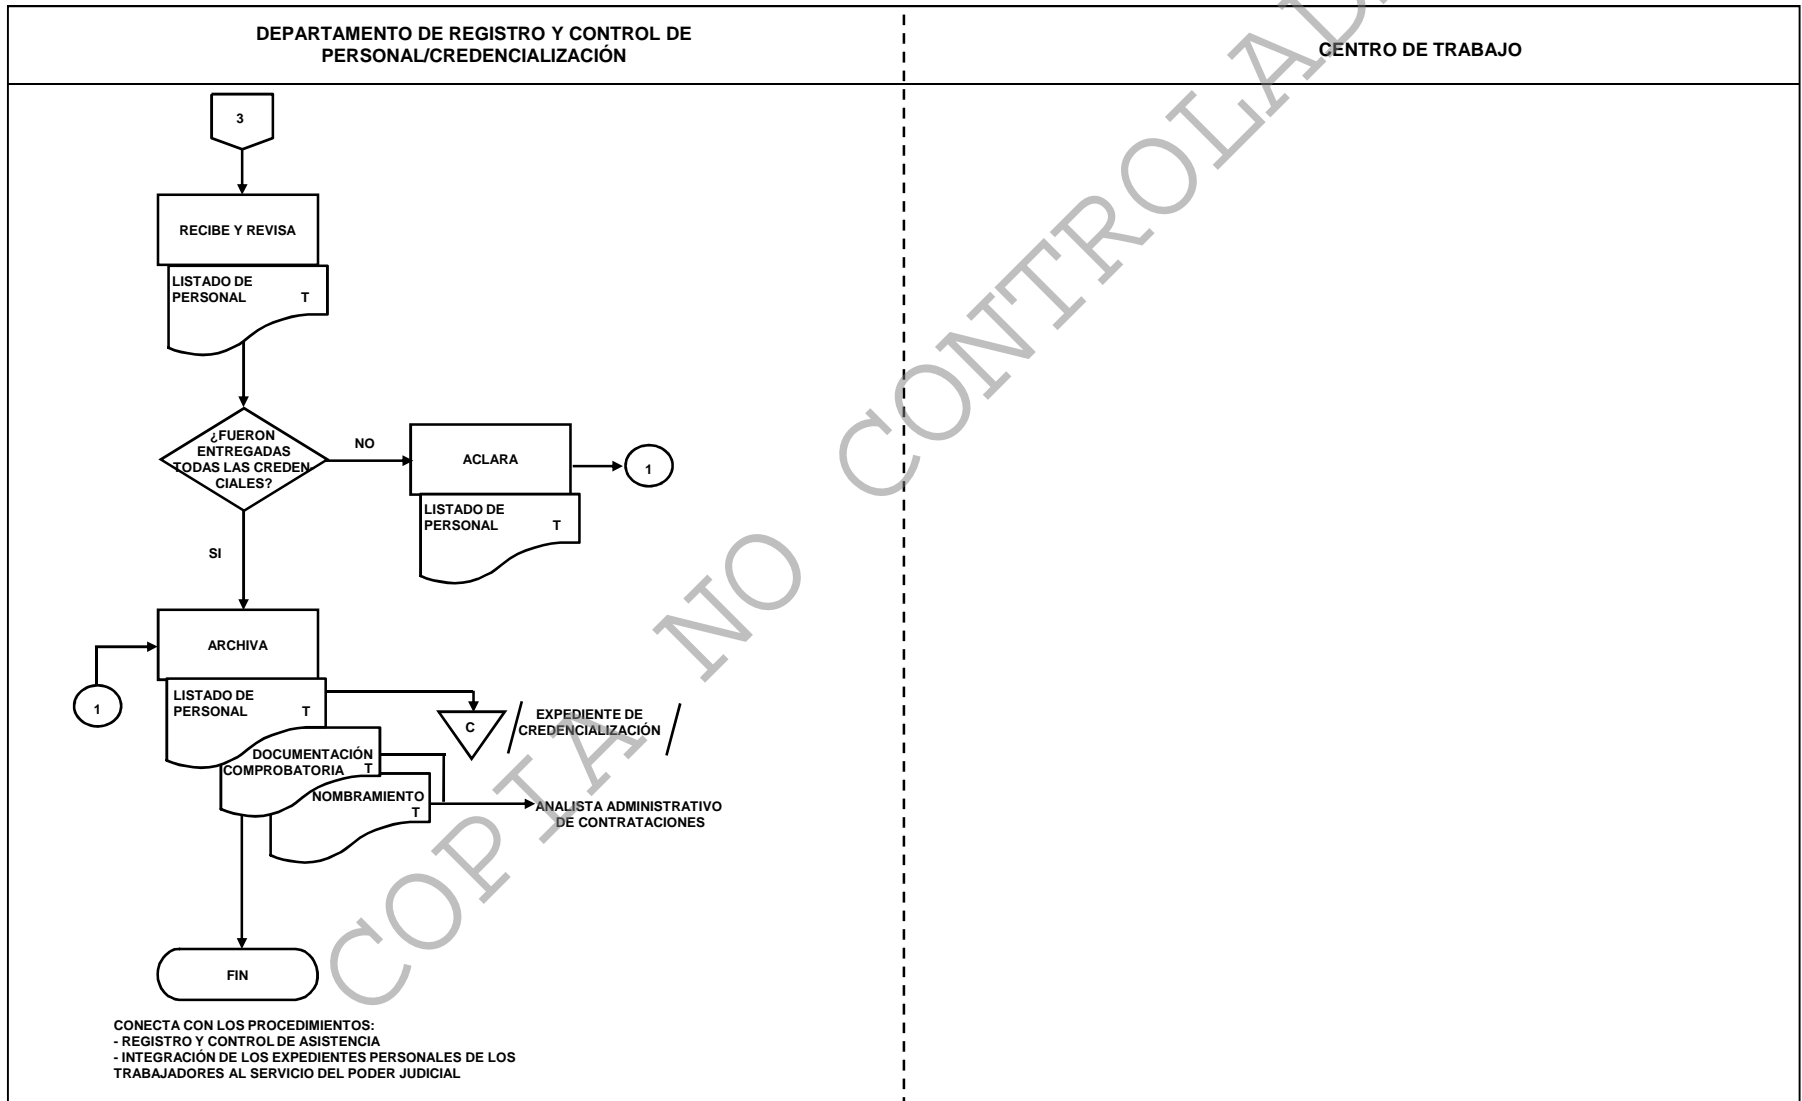 DEPARTAMENTO DE REGISTRO Y CONTROL DE
PERSONAL/CREDENCIALIZACIÓN
CENTRO DE TRABAJO
3
RECIBE Y REVISA
LISTADO DE
PERSONAL T
¿FUERON
ENTREGADAS
TODAS LAS CREDEN
CIALES?
NO
ACLARA
1
LISTADO DE
PERSONAL T
SI
ARCHIVA
1
LISTADO DE
PERSONAL T
C
EXPEDIENTE DE
CREDENCIALIZACIÓN
DOCUMENTACIÓN
COMPROBATORIA T
NOMBRAMIENTO
T
ANALISTA ADMINISTRATIVO
DE CONTRATACIONES
FIN
CONECTA CON LOS PROCEDIMIENTOS:
- REGISTRO Y CONTROL DE ASISTENCIA
- INTEGRACIÓN DE LOS EXPEDIENTES PERSONALES DE LOS
TRABAJADORES AL SERVICIO DEL PODER JUDICIAL
COPIA NO CONTROLAD